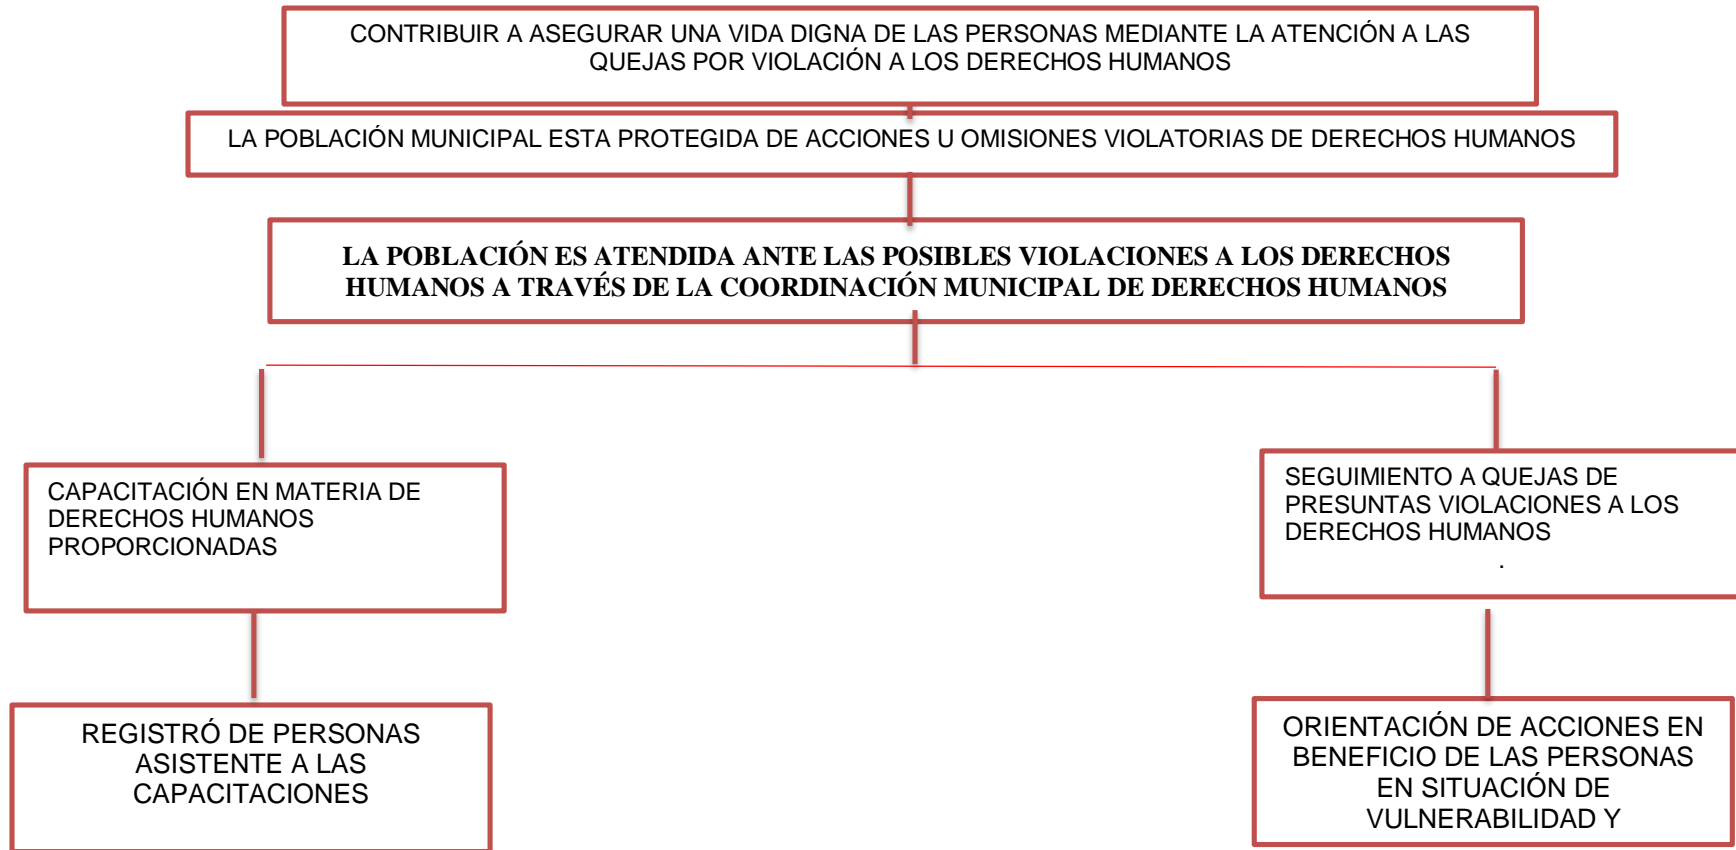 CONTRIBUIR A ASEGURAR UNA VIDA DIGNA DE LAS PERSONAS MEDIANTE LA ATENCIÓN A LAS
QUEJAS POR VIOLACIÓN A LOS DERECHOS HUMANOS
LA POBLACIÓN MUNICIPAL ESTA PROTEGIDA DE ACCIONES U OMISIONES VIOLATORIAS DE DERECHOS HUMANOS
LA POBLACIÓN ES ATENDIDA ANTE LAS POSIBLES VIOLACIONES A LOS DERECHOS
HUMANOS A TRAVÉS DE LA COORDINACIÓN MUNICIPAL DE DERECHOS HUMANOS
CAPACITACIÓN EN MATERIA DE
DERECHOS HUMANOS
PROPORCIONADAS
SEGUIMIENTO A QUEJAS DE
PRESUNTAS VIOLACIONES A LOS
DERECHOS HUMANOS
.
REGISTRÓ DE PERSONAS
ASISTENTE A LAS
CAPACITACIONES
ORIENTACIÓN DE ACCIONES EN
BENEFICIO DE LAS PERSONAS
EN SITUACIÓN DE
VULNERABILIDAD Y